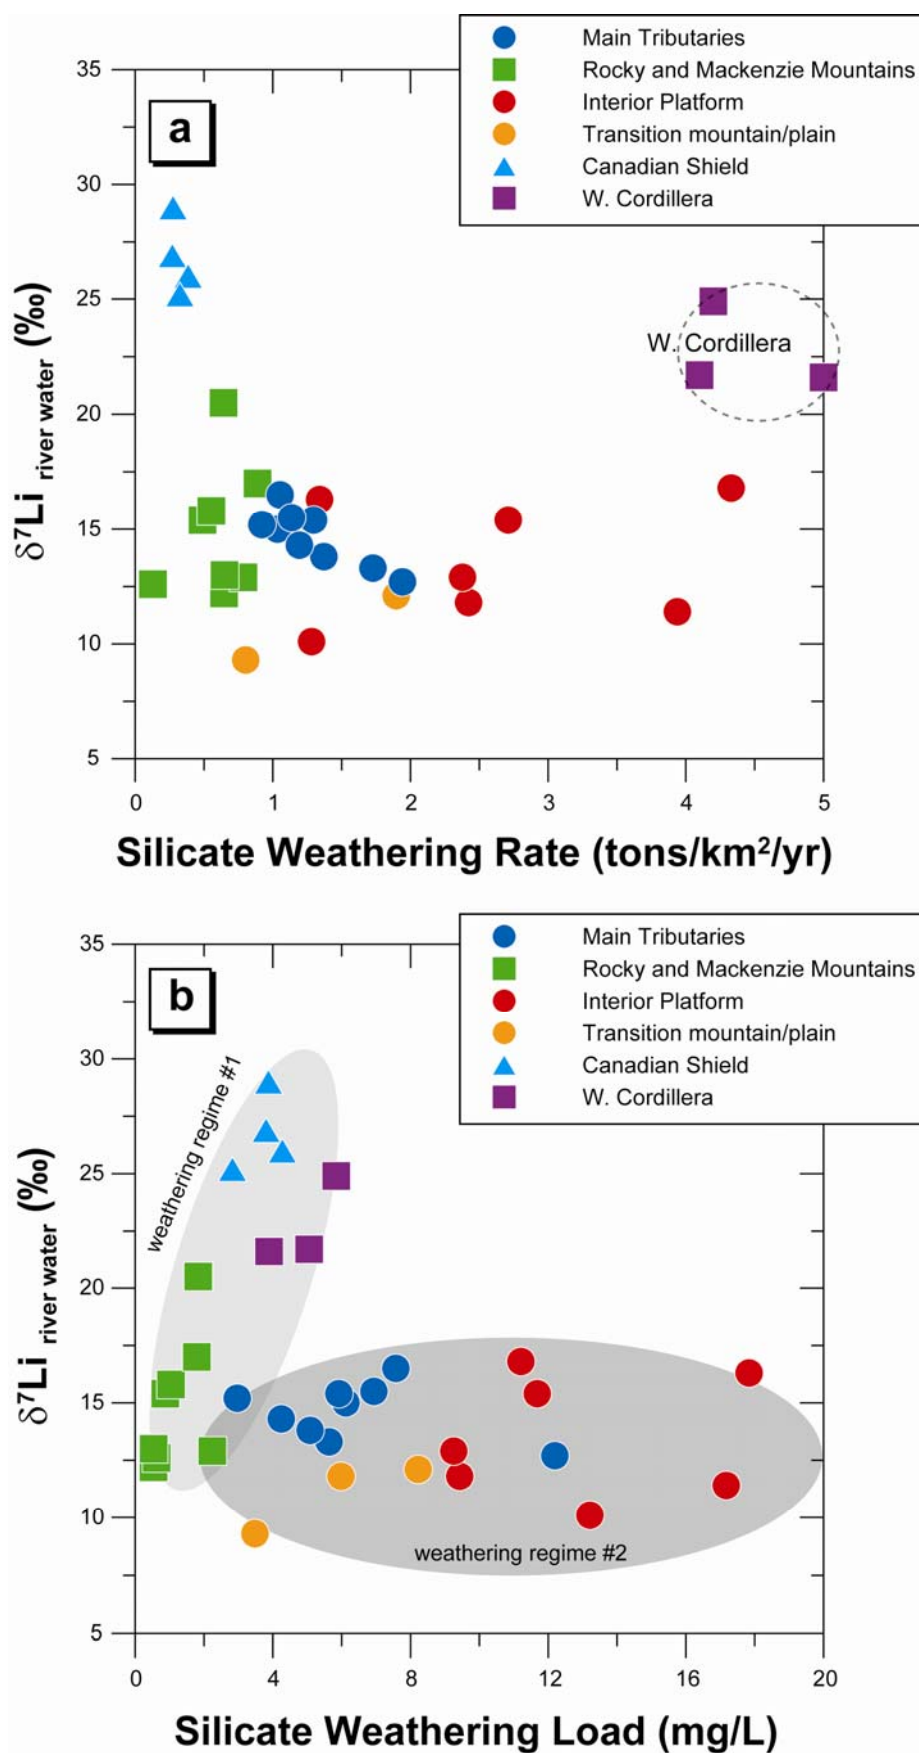 Main Tributaries
Rocky and Mackenzie Mountains
Interior Platform
Transition mountain/plain
Canadian Shield
W. Cordillera
a
35
30
25
20
15
10
5
δ⁷Li river water (‰)
W. Cordillera
0 1 2 3 4 5
Silicate Weathering Rate (tons/km²/yr)
Main Tributaries
Rocky and Mackenzie Mountains
Interior Platform
Transition mountain/plain
Canadian Shield
W. Cordillera
b
35
30
25
20
15
10
5
δ⁷Li river water (‰)
weathering regime #1
weathering regime #2
0 4 8 12 16 20
Silicate Weathering Load (mg/L)